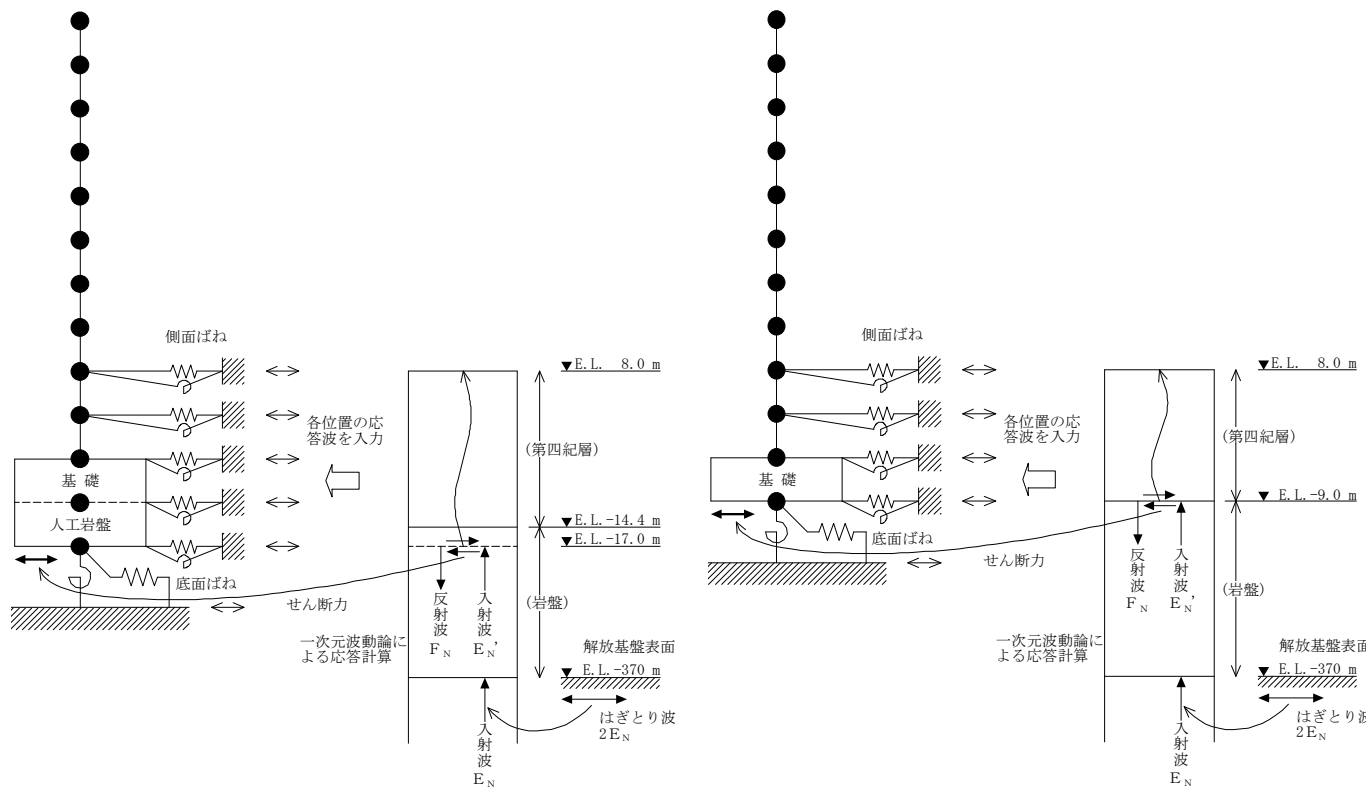 側面ばね
E.L. 8.0 m
各位置の応
答波を入力
(第四紀層)
基 礎
人工岩盤
E.L.-14.4 m
E.L.-17.0 m
底面ばね
せん断力
反射波 F_N
入射波 E_N'
(岩盤)
一次元波動論に
よる応答計算
解放基盤表面
E.L.-370 m
はぎとり波
2E_N
入射波 E_N
側面ばね
E.L. 8.0 m
各位置の応
答波を入力
(第四紀層)
基 礎
E.L.-9.0 m
底面ばね
せん断力
反射波 F_N
入射波 E_N'
(岩盤)
一次元波動論に
よる応答計算
解放基盤表面
E.L.-370 m
はぎとり波
2E_N
入射波 E_N